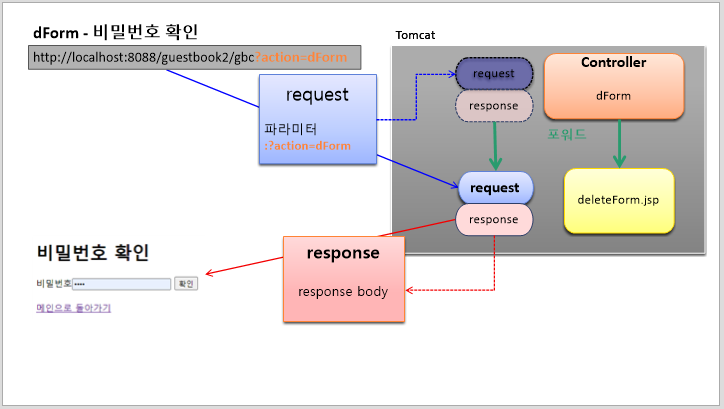 dForm - 비밀번호 확인
http://localhost:8088/guestbook2/gbc?action=dForm
Tomcat
request
파라미터
:?action=dForm
request
response
Controller
dForm
포워드
request
response
deleteForm.jsp
비밀번호 확인
비밀번호 •••• 확인
메인으로 돌아가기
response
response body